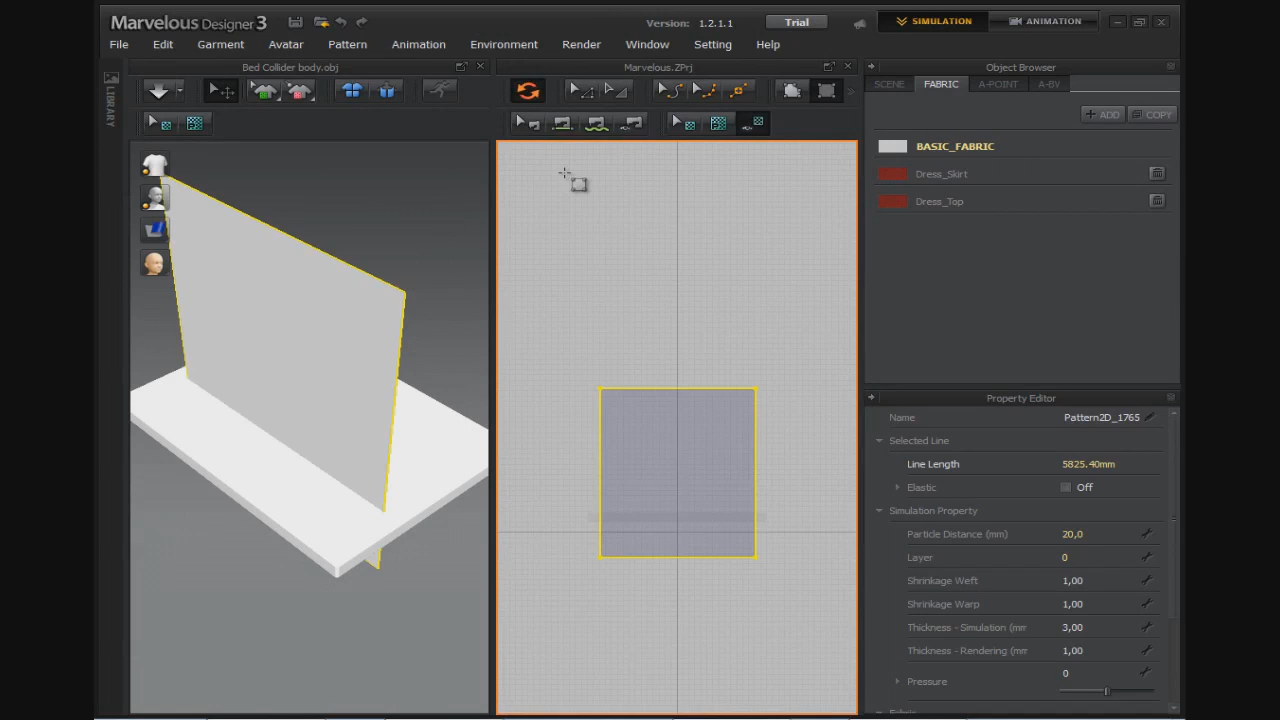 Marvelous Designer 3
Version: 1.2.1.1
Trial
SIMULATION
ANIMATION
File Edit Garment Avatar Pattern Animation Environment Render Window Setting Help
LIBRARY
Bed Collider body.obj
Marvelous.ZPrj
Object Browser
SCENE FABRIC A-POINT A-BY
ADD COPY
BASIC_FABRIC
Dress_Skirt
Dress_Top
Property Editor
Name Pattern2D_1765
Selected Line
Line Length 5825.40mm
Elastic Off
Simulation Property
Particle Distance (mm) 20,0
Layer 0
Shrinkage Weft 1,00
Shrinkage Warp 1,00
Thickness - Simulation (mm 3,00
Thickness - Rendering (mm 1,00
Pressure 0